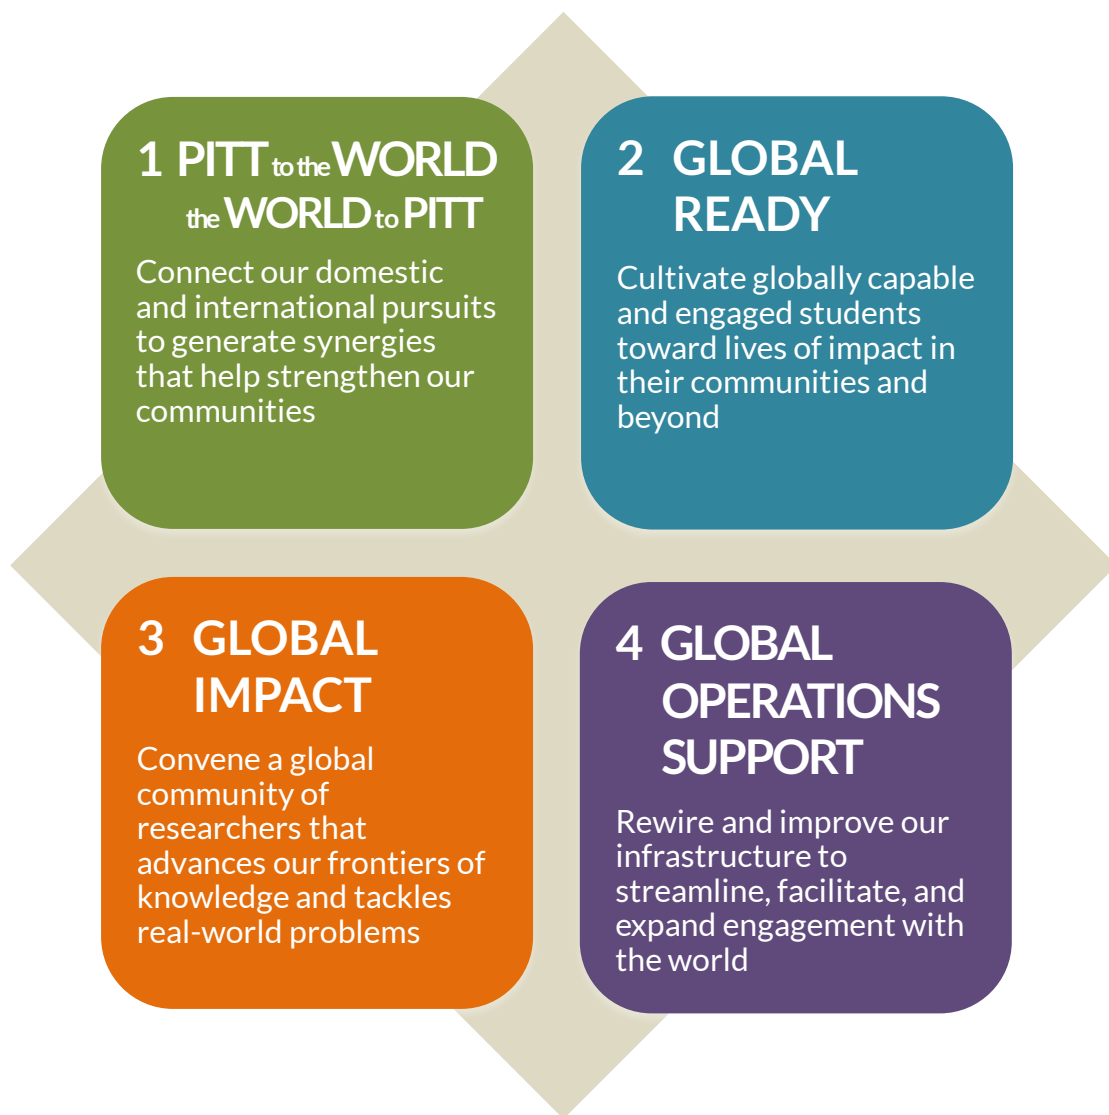 1 PITT to the WORLD
the WORLD to PITT
Connect our domestic
and international pursuits
to generate synergies
that help strengthen our
communities
2 GLOBAL
READY
Cultivate globally capable
and engaged students
toward lives of impact in
their communities and
beyond
3 GLOBAL
IMPACT
Convene a global
community of
researchers that
advances our frontiers of
knowledge and tackles
real-world problems
4 GLOBAL
OPERATIONS
SUPPORT
Rewire and improve our
infrastructure to
streamline, facilitate, and
expand engagement with
the world